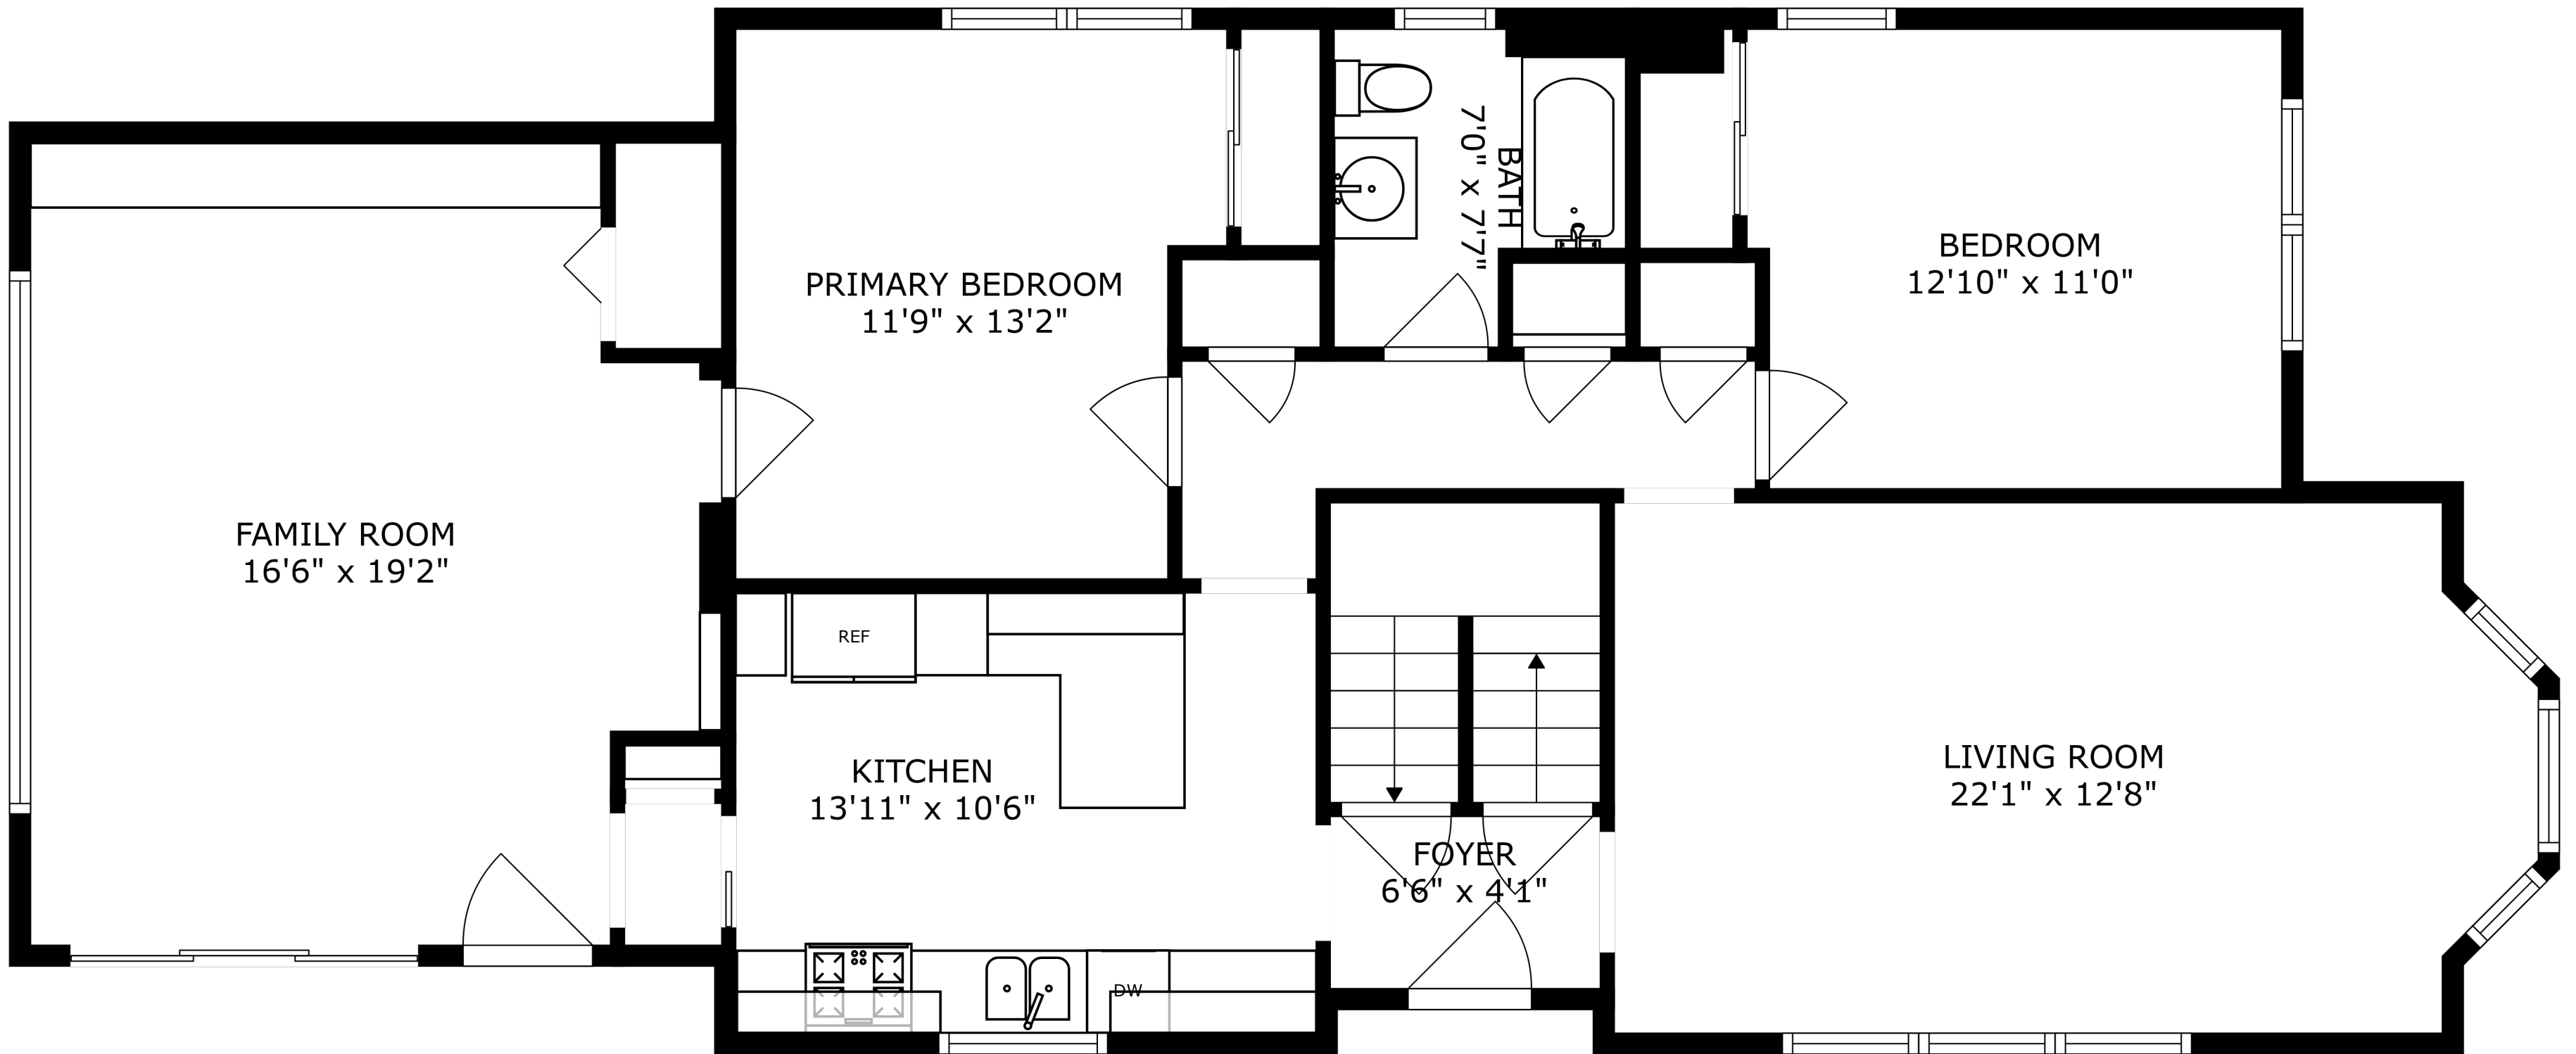 PRIMARY BEDROOM
11'9" x 13'2"
BATH
7'0" x 7'7"
BEDROOM
12'10" x 11'0"
FAMILY ROOM
16'6" x 19'2"
REF
KITCHEN
13'11" x 10'6"
FOYER
6'6" x 4'1"
LIVING ROOM
22'1" x 12'8"
DW